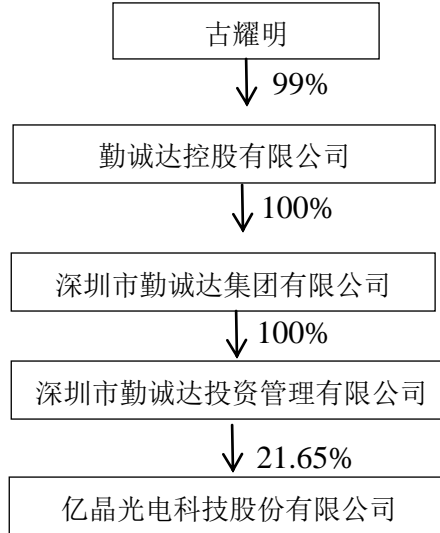 古耀明
99%
勤诚达控股有限公司
100%
深圳市勤诚达集团有限公司
100%
深圳市勤诚达投资管理有限公司
21.65%
亿晶光电科技股份有限公司